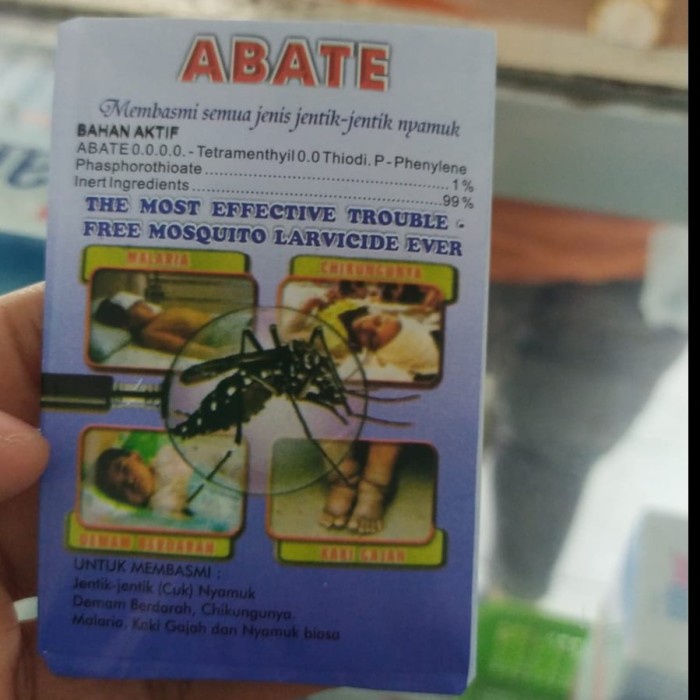 ABATE
Membasmi semua jenis jentik-jentik nyamuk
BAHAN AKTIF
ABATE 0.0.0.0. - Tetramenthyil 0.0 Thiodi. P - Phenylene
Phasphorothioate .......................................... 1%
Inert Ingredients .......................................... 99%
THE MOST EFFECTIVE TROUBLE -
FREE MOSQUITO LARVICIDE EVER
MALARIA
CHIKUNGUNYA
DEMAM BERDARAH
KAKI GAJAH
UNTUK MEMBASMI :
Jentik-jentik (Cuk) Nyamuk
Demam Berdarah, Chikungunya.
Malaria, Kaki Gajah dan Nyamuk biasa